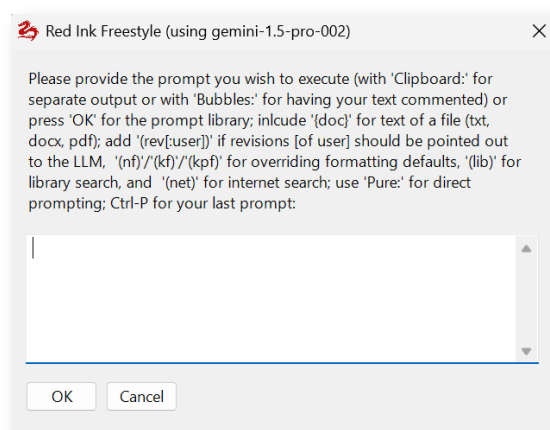 Red Ink Freestyle (using gemini-1.5-pro-002)
Please provide the prompt you wish to execute (with 'Clipboard:' for
separate output or with 'Bubbles:' for having your text commented) or
press 'OK' for the prompt library; inlcude '{doc}' for text of a file (txt,
docx, pdf); add '(rev[:user])' if revisions [of user] should be pointed out
to the LLM,  '(nf)'/'(kf)'/'(kpf)' for overriding formatting defaults, '(lib)' for
library search, and  '(net)' for internet search; use 'Pure:' for direct
prompting; Ctrl-P for your last prompt:
OK Cancel